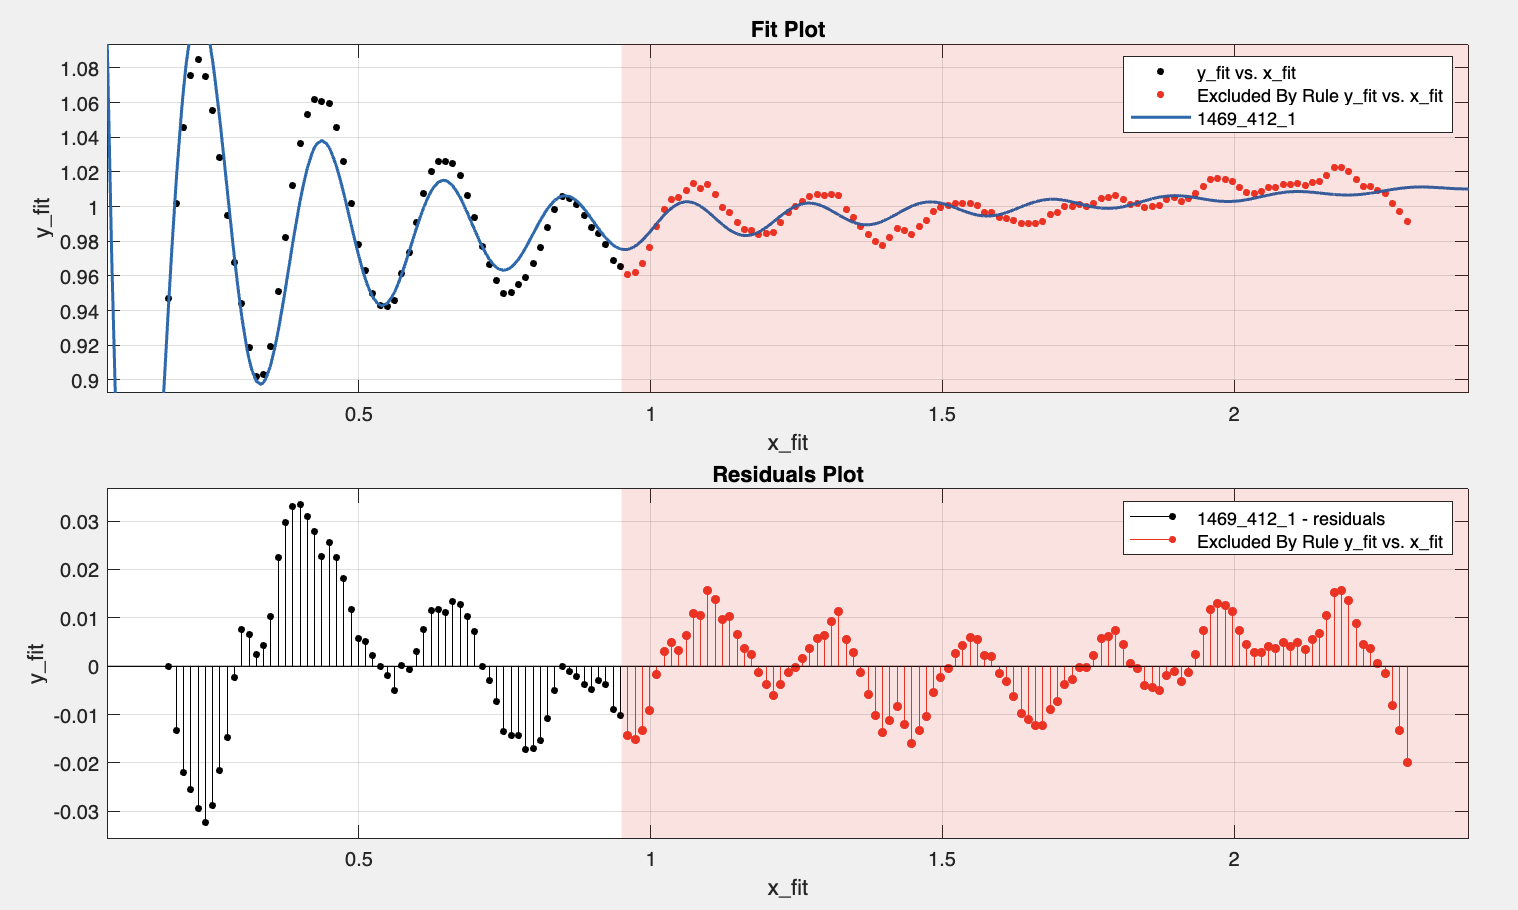 Fit Plot
1.08
1.06
1.04
1.02
1
0.98
0.96
0.94
0.92
0.9
y_fit
y_fit vs. x_fit
Excluded By Rule y_fit vs. x_fit
1469_412_1
0.5
1
1.5
2
x_fit
Residuals Plot
0.03
0.02
0.01
0
-0.01
-0.02
-0.03
y_fit
1469_412_1 - residuals
Excluded By Rule y_fit vs. x_fit
0.5
1
1.5
2
x_fit